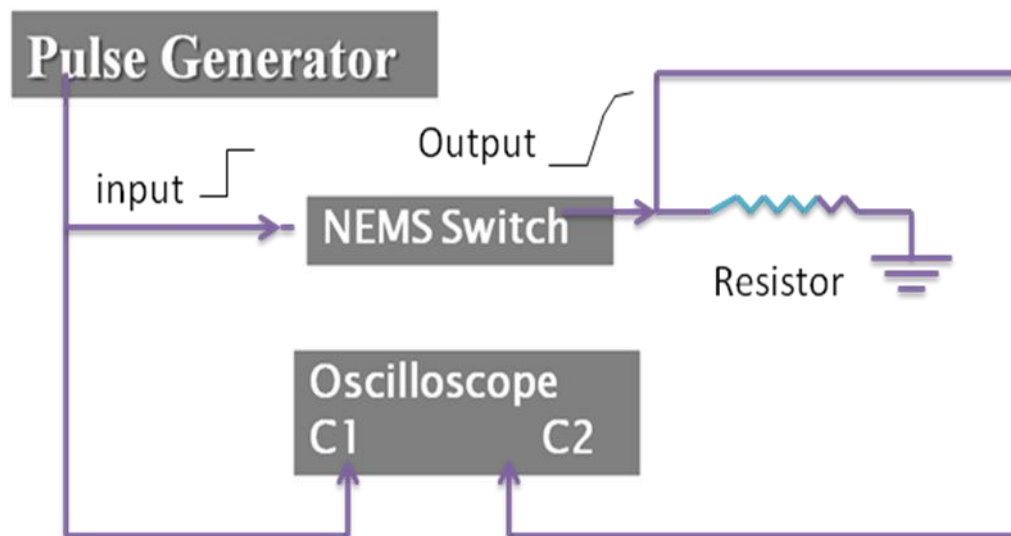 Pulse Generator
Output
input
NEMS Switch
Resistor
Oscilloscope
C1 C2